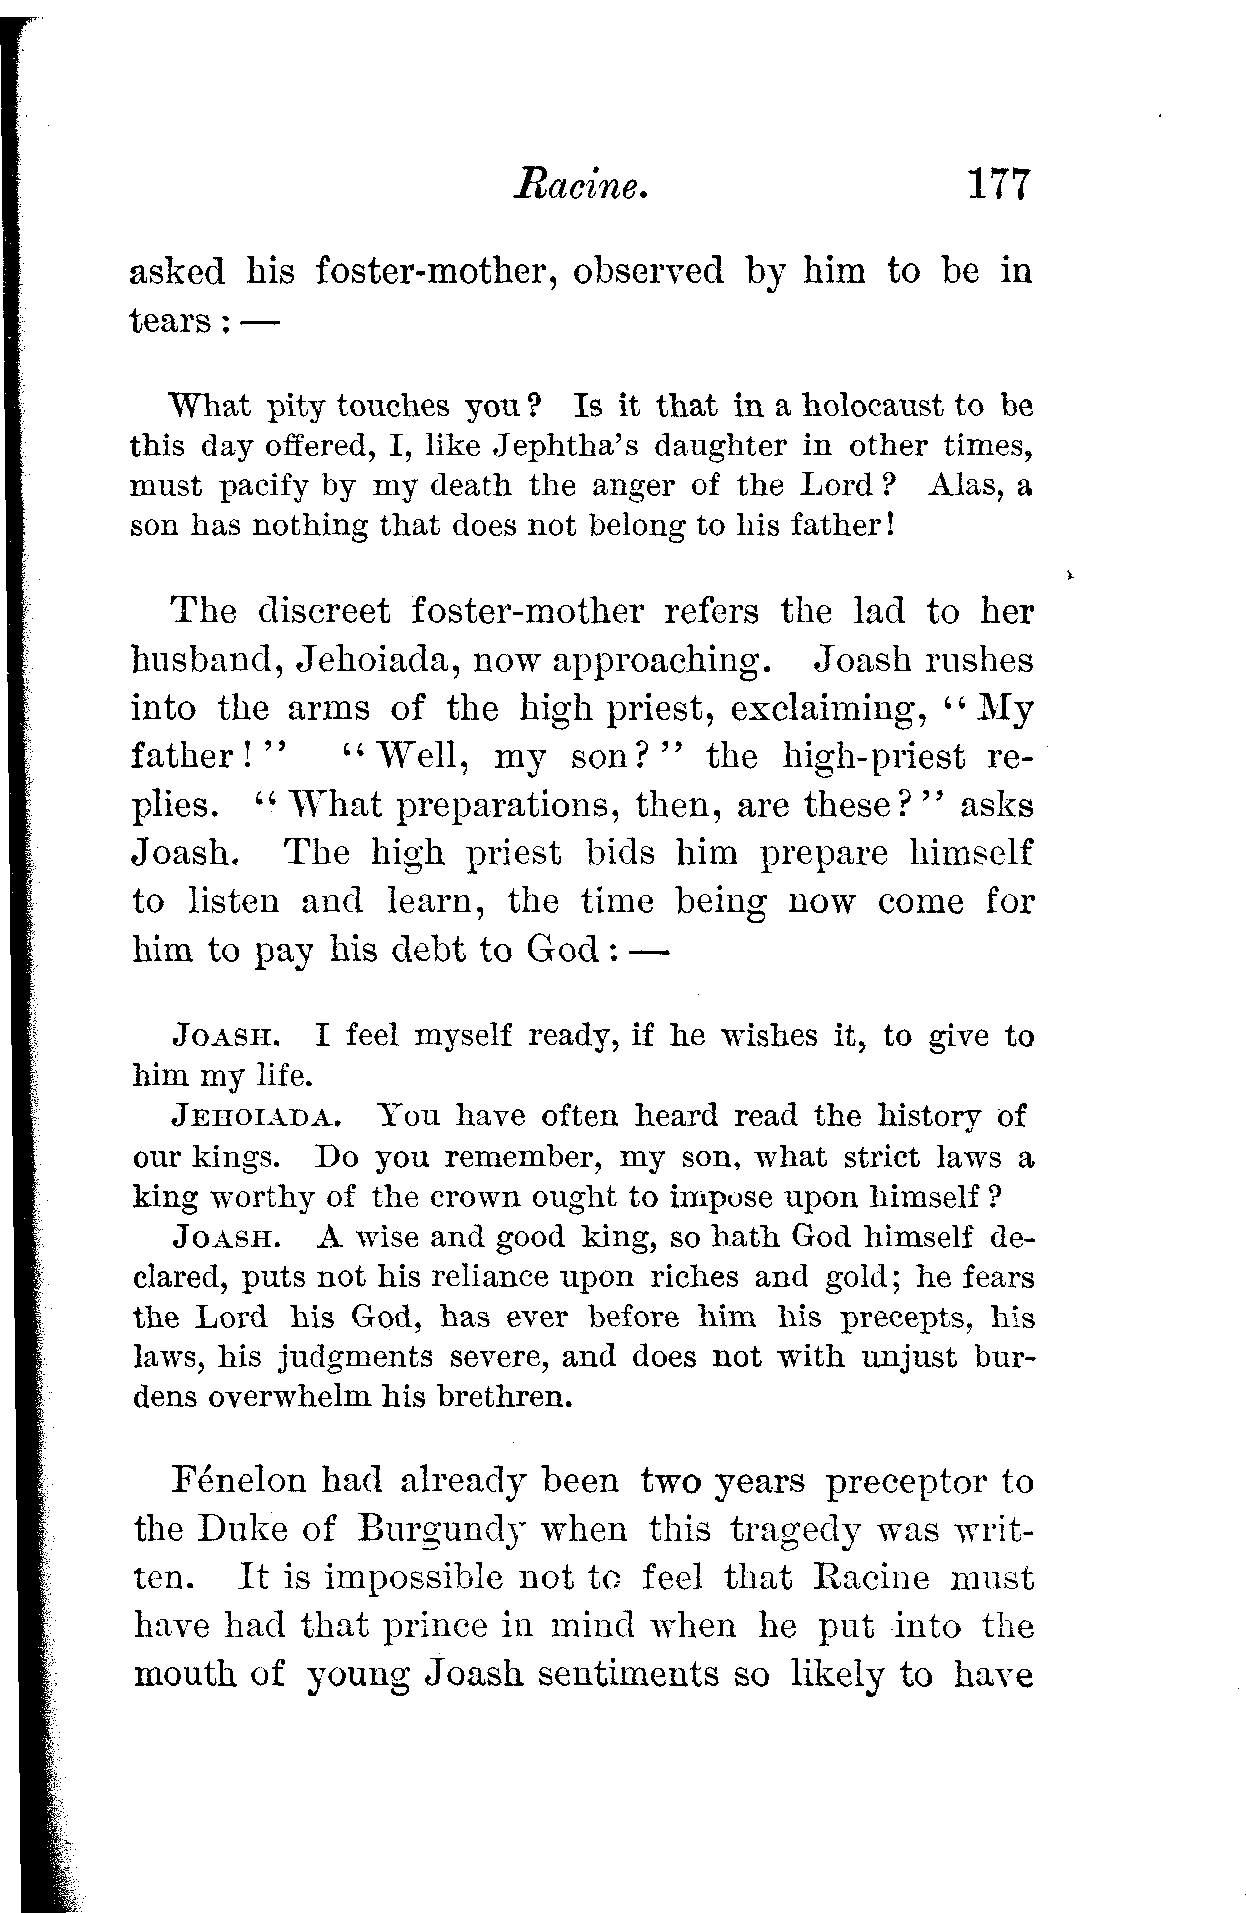 Racine. 177
asked his foster-mother, observed by him to be in
tears : —
What pity touches you? Is it that in a holocaust to be
this day offered, I, like Jephtha's daughter in other times,
must pacify by my death the anger of the Lord? Alas, a
son has nothing that does not belong to his father!
The discreet foster-mother refers the lad to her
husband, Jehoiada, now approaching. Joash rushes
into the arms of the high priest, exclaiming, "My
father!" "Well, my son?" the high-priest re-
plies. "What preparations, then, are these?" asks
Joash. The high priest bids him prepare himself
to listen and learn, the time being now come for
him to pay his debt to God : —
JOASH. I feel myself ready, if he wishes it, to give to
him my life.
JEHOIADA. You have often heard read the history of
our kings. Do you remember, my son, what strict laws a
king worthy of the crown ought to impose upon himself?
JOASH. A wise and good king, so hath God himself de-
clared, puts not his reliance upon riches and gold; he fears
the Lord his God, has ever before him his precepts, his
laws, his judgments severe, and does not with unjust bur-
dens overwhelm his brethren.
Fénelon had already been two years preceptor to
the Duke of Burgundy when this tragedy was writ-
ten. It is impossible not to feel that Racine must
have had that prince in mind when he put into the
mouth of young Joash sentiments so likely to have